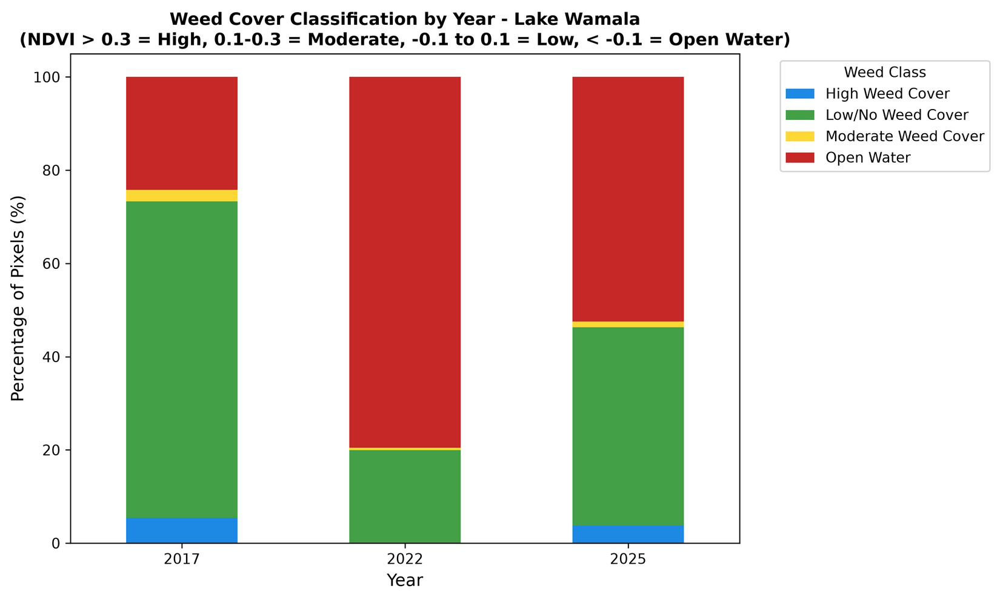 Weed Cover Classification by Year - Lake Wamala
(NDVI > 0.3 = High, 0.1-0.3 = Moderate, -0.1 to 0.1 = Low, < -0.1 = Open Water)
Weed Class
High Weed Cover
Low/No Weed Cover
Moderate Weed Cover
Open Water
Percentage of Pixels (%)
100
80
60
40
20
0
2017
2022
2025
Year